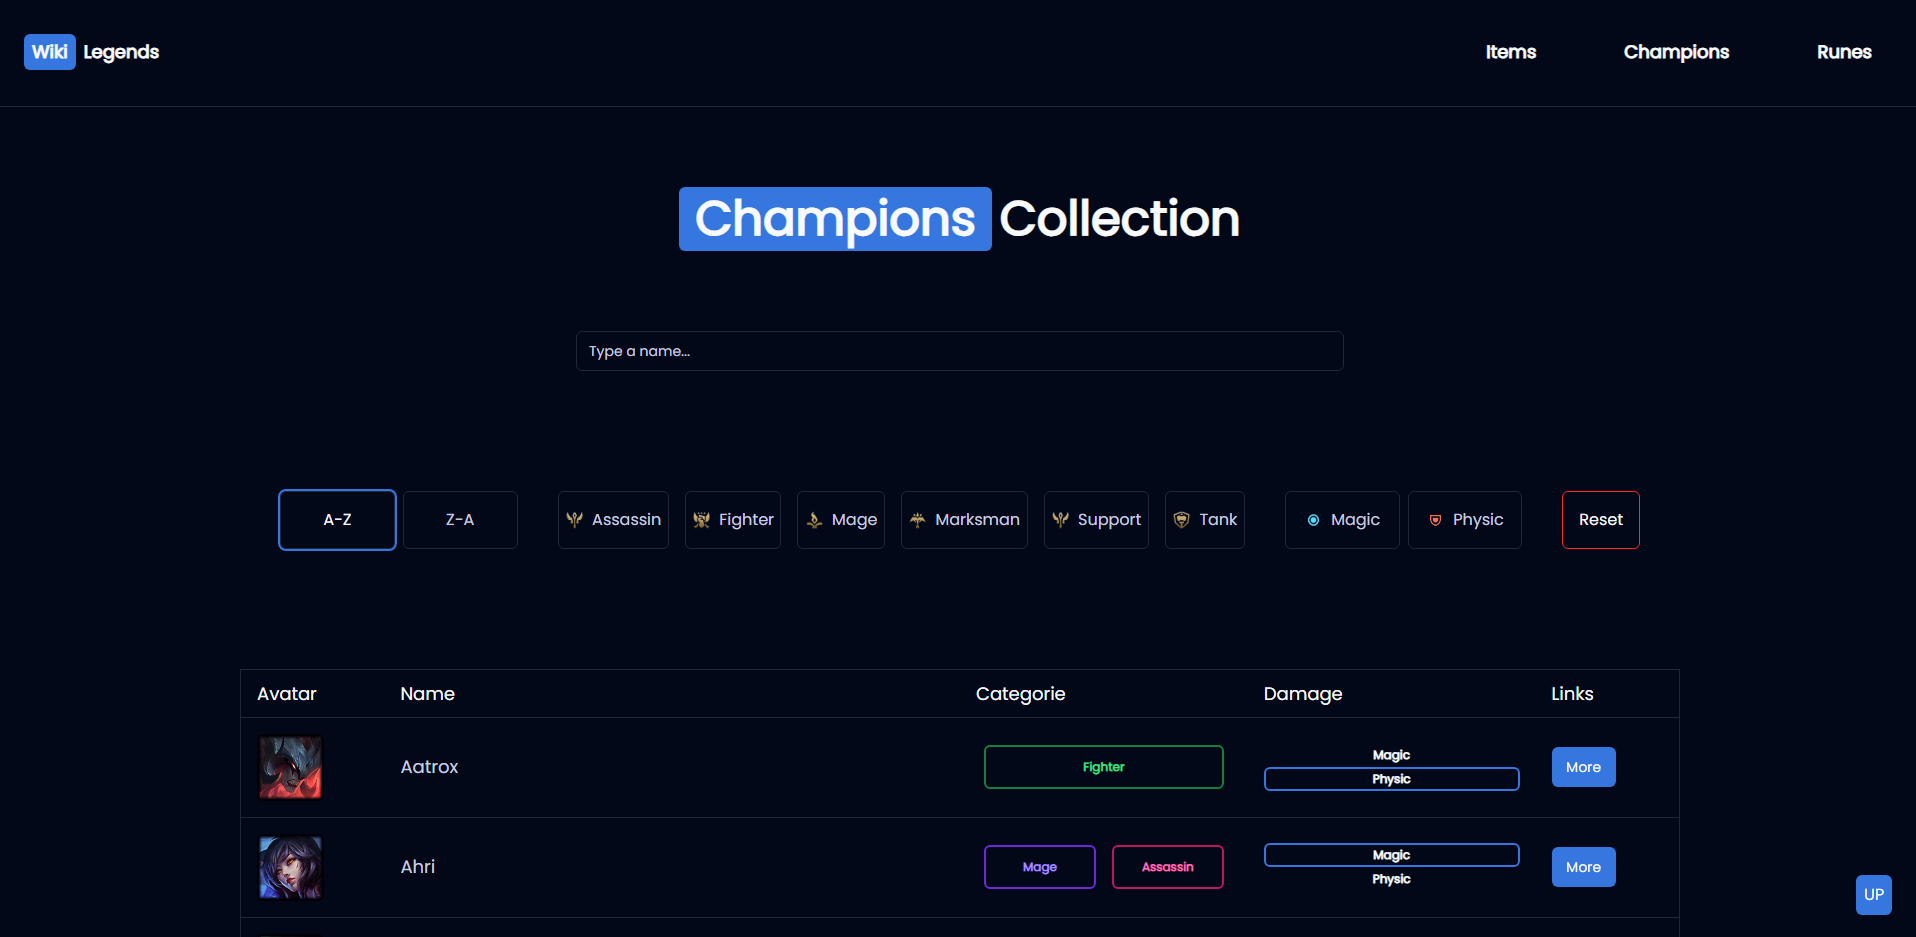 Wiki Legends
Items Champions Runes
Champions Collection
Type a name...
A-Z Z-A Assassin Fighter Mage Marksman Support Tank Magic Physic Reset
Avatar Name Categorie Damage Links
Aatrox Fighter Magic Physic More
Ahri Mage Assassin Magic Physic More
UP